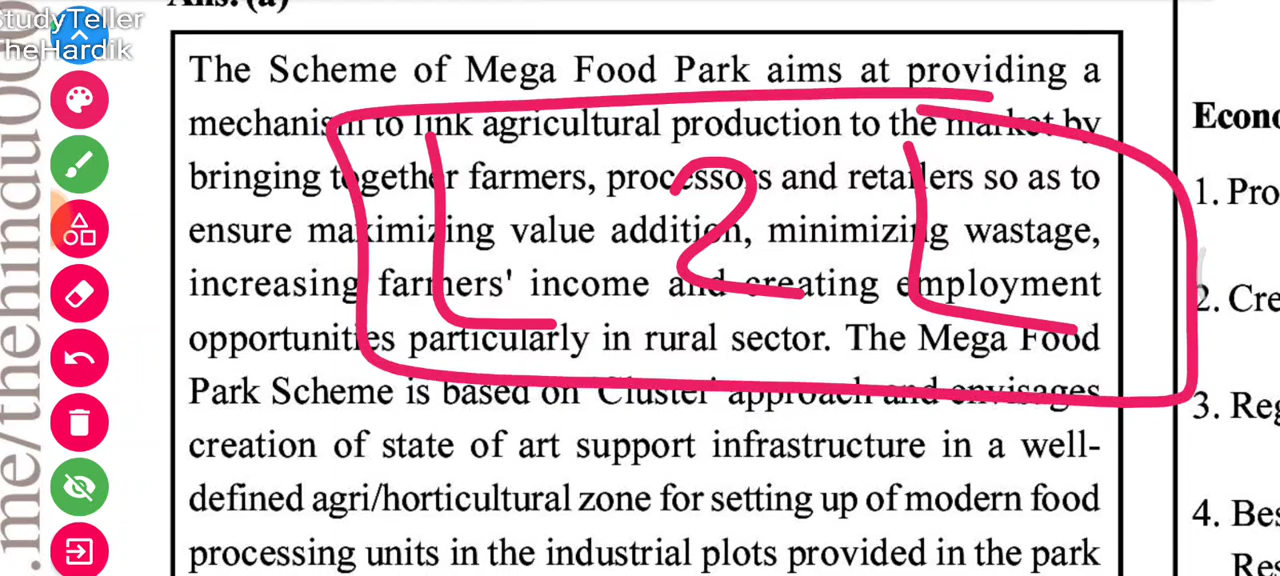 StudyTeller
heHardik
Ans. (a)
.me/thehindu000
The Scheme of Mega Food Park aims at providing a
mechanism to link agricultural production to the market by
bringing together farmers, processors and retailers so as to
ensure maximizing value addition, minimizing wastage,
increasing farmers' income and creating employment
opportunities particularly in rural sector. The Mega Food
Park Scheme is based on "Cluster" approach and envisages
creation of state of art support infrastructure in a well-
defined agri/horticultural zone for setting up of modern food
processing units in the industrial plots provided in the park
L 2 L
Econo
1. Pro
2. Cre
3. Reg
4. Bes
Res